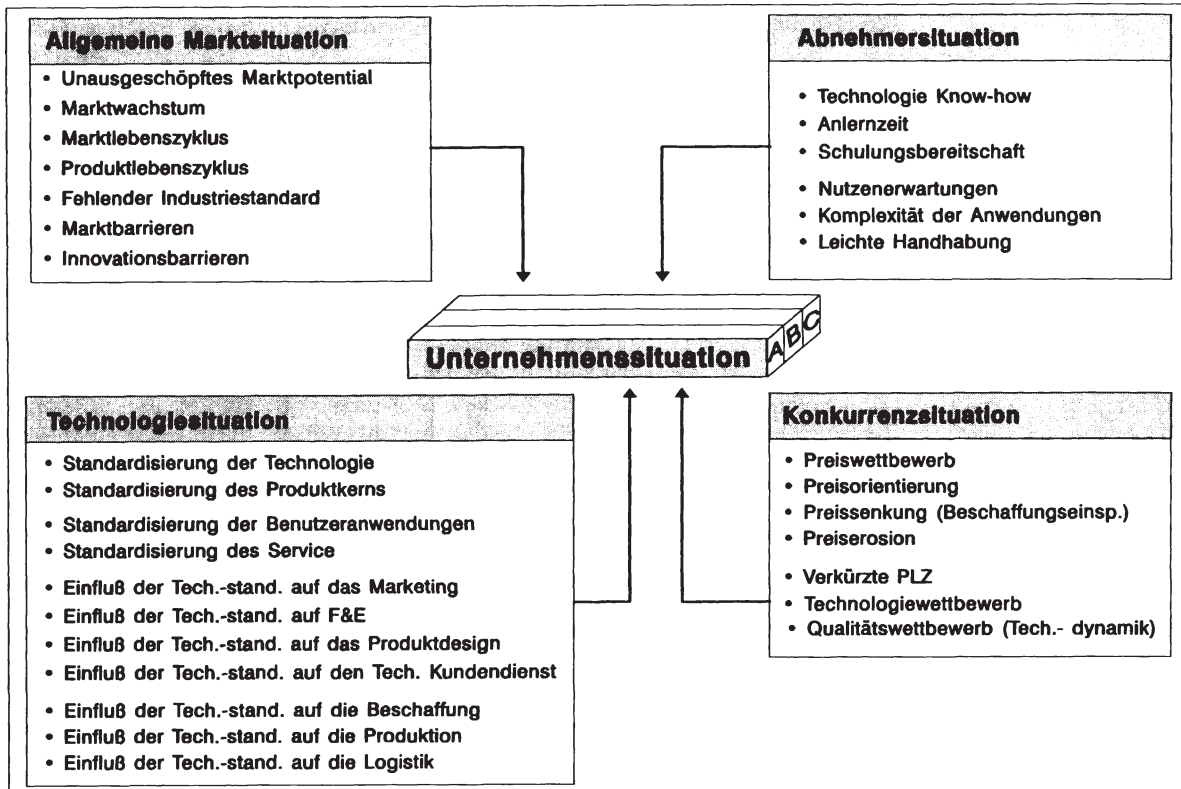 Allgemeine Marktsituation
• Unausgeschöpftes Marktpotential
• Marktwachstum
• Marktlebenszyklus
• Produktlebenszyklus
• Fehlender Industriestandard
• Marktbarrieren
• Innovationsbarrieren
Abnehmersituation
• Technologie Know-how
• Anlernzeit
• Schulungsbereitschaft
• Nutzenerwartungen
• Komplexität der Anwendungen
• Leichte Handhabung
Unternehmenssituation
A B C
Technologiesituation
• Standardisierung der Technologie
• Standardisierung des Produktkerns
• Standardisierung der Benutzeranwendungen
• Standardisierung des Service
• Einfluß der Tech.-stand. auf das Marketing
• Einfluß der Tech.-stand. auf F&E
• Einfluß der Tech.-stand. auf das Produktdesign
• Einfluß der Tech.-stand. auf den Tech. Kundendienst
• Einfluß der Tech.-stand. auf die Beschaffung
• Einfluß der Tech.-stand. auf die Produktion
• Einfluß der Tech.-stand. auf die Logistik
Konkurrenzsituation
• Preiswettbewerb
• Preisorientierung
• Preissenkung (Beschaffungseinsp.)
• Preiserosion
• Verkürzte PLZ
• Technologiewettbewerb
• Qualitätswettbewerb (Tech.- dynamik)